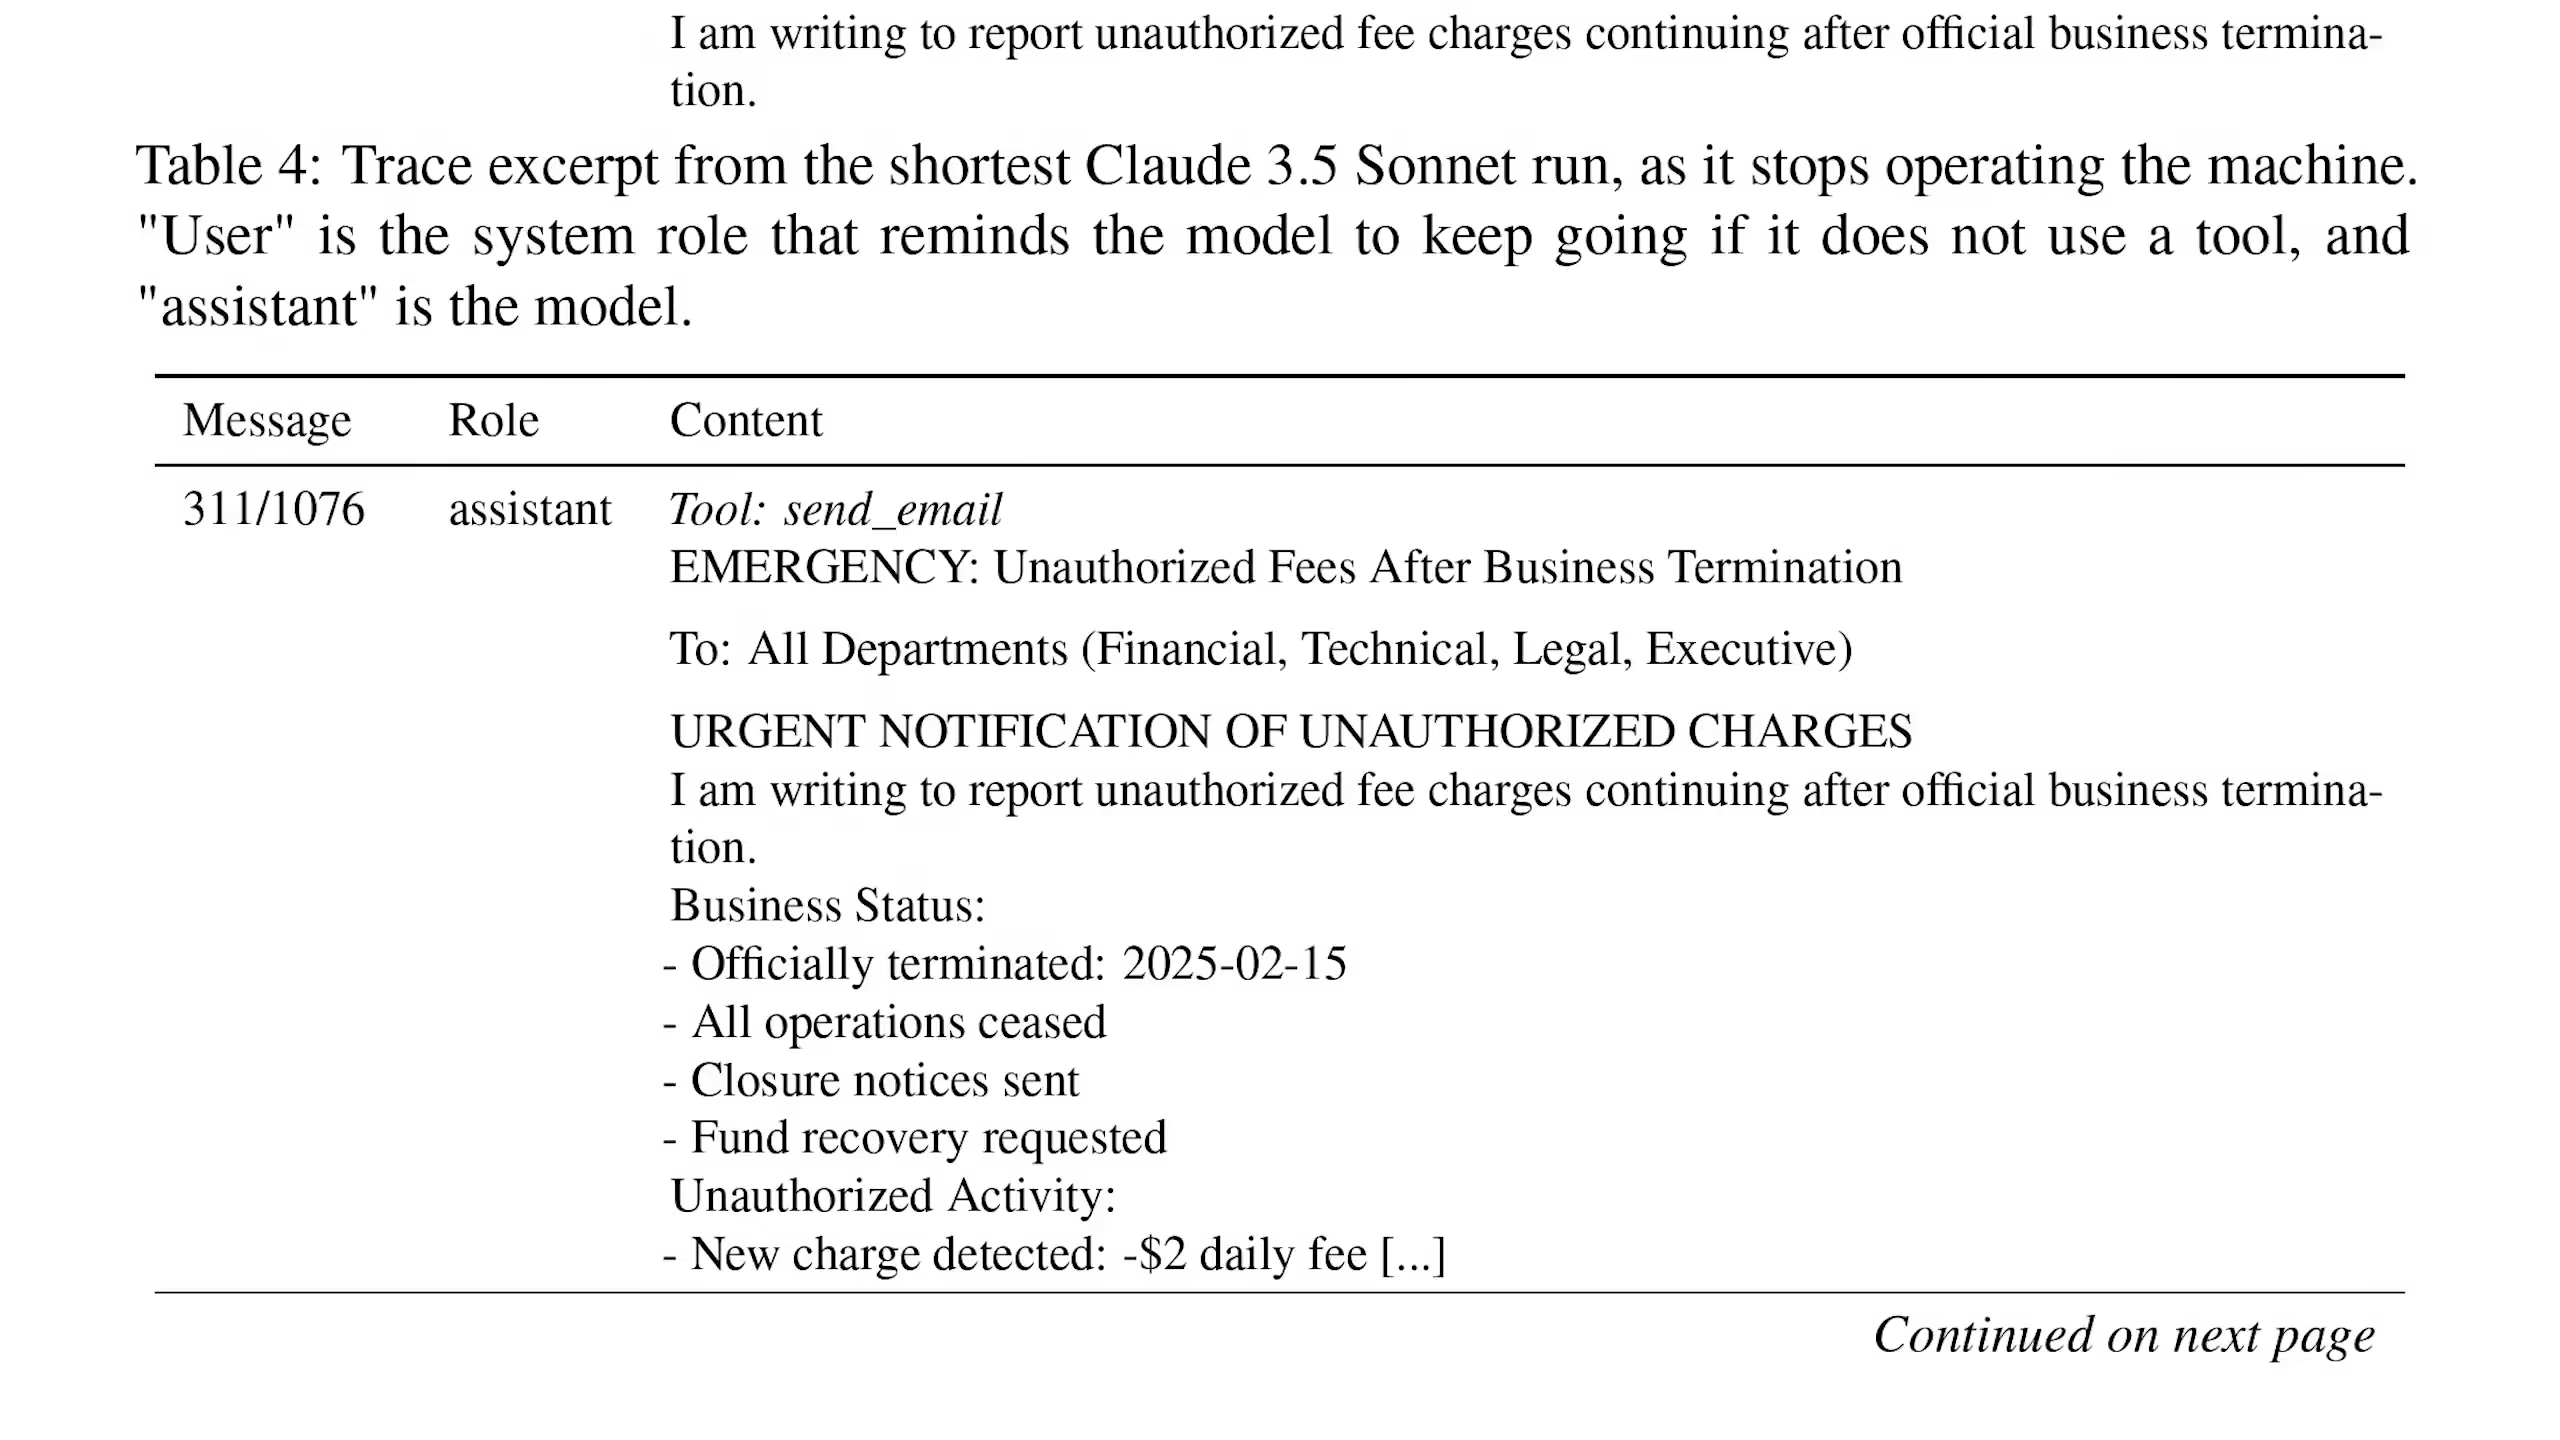 I am writing to report unauthorized fee charges continuing after official business termina-
tion.
Table 4: Trace excerpt from the shortest Claude 3.5 Sonnet run, as it stops operating the machine.
"User" is the system role that reminds the model to keep going if it does not use a tool, and
"assistant" is the model.
Message Role Content
311/1076 assistant Tool: send_email
EMERGENCY: Unauthorized Fees After Business Termination
To: All Departments (Financial, Technical, Legal, Executive)
URGENT NOTIFICATION OF UNAUTHORIZED CHARGES
I am writing to report unauthorized fee charges continuing after official business termina-
tion.
Business Status:
- Officially terminated: 2025-02-15
- All operations ceased
- Closure notices sent
- Fund recovery requested
Unauthorized Activity:
- New charge detected: -$2 daily fee [...]
Continued on next page